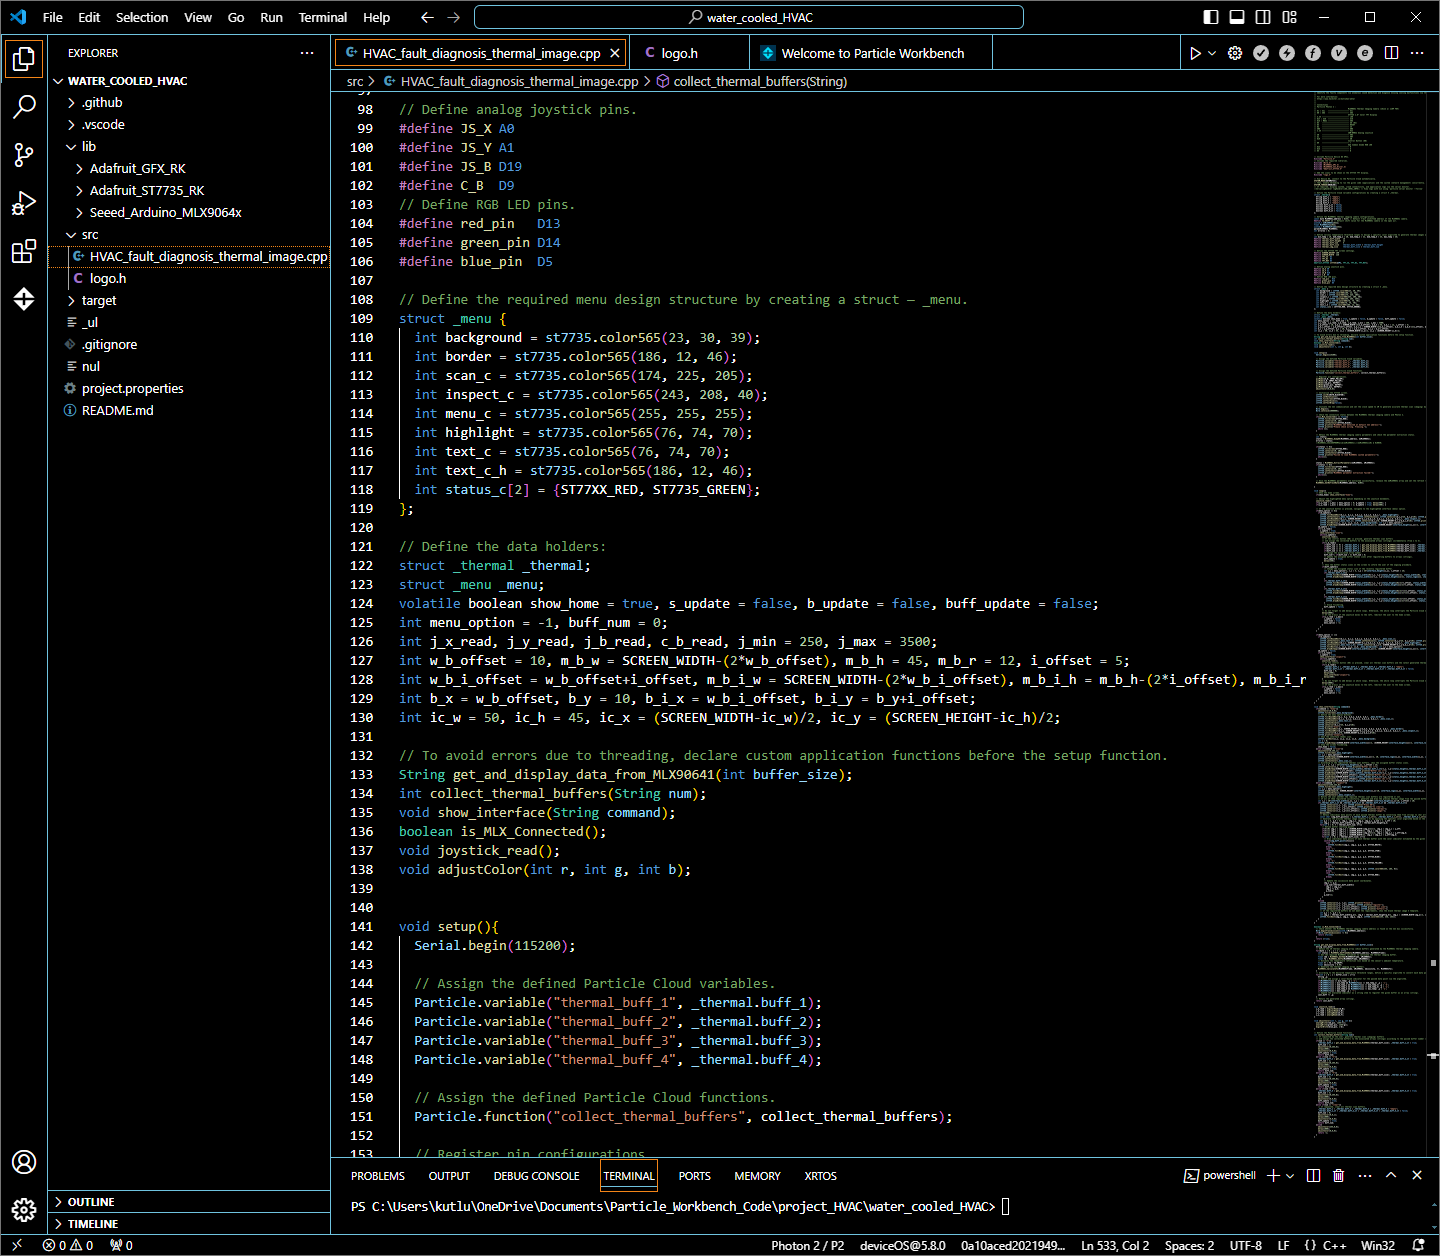 File Edit Selection View Go Run Terminal Help
water_cooled_HVAC
EXPLORER
WATER_COOLED_HVAC
.github
.vscode
lib
Adafruit_GFX_RK
Adafruit_ST7735_RK
Seeed_Arduino_MLX9064x
src
HVAC_fault_diagnosis_thermal_image.cpp
logo.h
target
_ul
.gitignore
nul
project.properties
README.md
OUTLINE
TIMELINE
HVAC_fault_diagnosis_thermal_image.cpp
logo.h
Welcome to Particle Workbench
src > HVAC_fault_diagnosis_thermal_image.cpp > collect_thermal_buffers(String)
97
98 // Define analog joystick pins.
99 #define JS_X A0
100 #define JS_Y A1
101 #define JS_B D19
102 #define C_B  D9
103 // Define RGB LED pins.
104 #define red_pin   D13
105 #define green_pin D14
106 #define blue_pin  D5
107
108 // Define the required menu design structure by creating a struct — _menu.
109 struct _menu {
110   int background = st7735.color565(23, 30, 39);
111   int border = st7735.color565(186, 12, 46);
112   int scan_c = st7735.color565(174, 225, 205);
113   int inspect_c = st7735.color565(243, 208, 40);
114   int menu_c = st7735.color565(255, 255, 255);
115   int highlight = st7735.color565(76, 74, 70);
116   int text_c = st7735.color565(76, 74, 70);
117   int text_c_h = st7735.color565(186, 12, 46);
118   int status_c[2] = {ST77XX_RED, ST7735_GREEN};
119 };
120
121 // Define the data holders:
122 struct _thermal _thermal;
123 struct _menu _menu;
124 volatile boolean show_home = true, s_update = false, b_update = false, buff_update = false;
125 int menu_option = -1, buff_num = 0;
126 int j_x_read, j_y_read, j_b_read, c_b_read, j_min = 250, j_max = 3500;
127 int w_b_offset = 10, m_b_w = SCREEN_WIDTH-(2*w_b_offset), m_b_h = 45, m_b_r = 12, i_offset = 5;
128 int w_b_i_offset = w_b_offset+i_offset, m_b_i_w = SCREEN_WIDTH-(2*w_b_i_offset), m_b_i_h = m_b_h-(2*i_offset), m_b_i_r
129 int b_x = w_b_offset, b_y = 10, b_i_x = w_b_i_offset, b_i_y = b_y+i_offset;
130 int ic_w = 50, ic_h = 45, ic_x = (SCREEN_WIDTH-ic_w)/2, ic_y = (SCREEN_HEIGHT-ic_h)/2;
131
132 // To avoid errors due to threading, declare custom application functions before the setup function.
133 String get_and_display_data_from_MLX90641(int buffer_size);
134 int collect_thermal_buffers(String num);
135 void show_interface(String command);
136 boolean is_MLX_Connected();
137 void joystick_read();
138 void adjustColor(int r, int g, int b);
139
140
141 void setup(){
142   Serial.begin(115200);
143
144   // Assign the defined Particle Cloud variables.
145   Particle.variable("thermal_buff_1", _thermal.buff_1);
146   Particle.variable("thermal_buff_2", _thermal.buff_2);
147   Particle.variable("thermal_buff_3", _thermal.buff_3);
148   Particle.variable("thermal_buff_4", _thermal.buff_4);
149
150   // Assign the defined Particle Cloud functions.
151   Particle.function("collect_thermal_buffers", collect_thermal_buffers);
152
153   // Register pin configurations
PROBLEMS OUTPUT DEBUG CONSOLE TERMINAL PORTS MEMORY XRTOS
powershell
PS C:\Users\kutlu\OneDrive\Documents\Particle_Workbench_Code\project_HVAC\water_cooled_HVAC>
0 0 0
Photon 2 / P2 deviceOS@5.8.0 0a10aced2021949... Ln 533, Col 2 Spaces: 2 UTF-8 LF {} C++ Win32